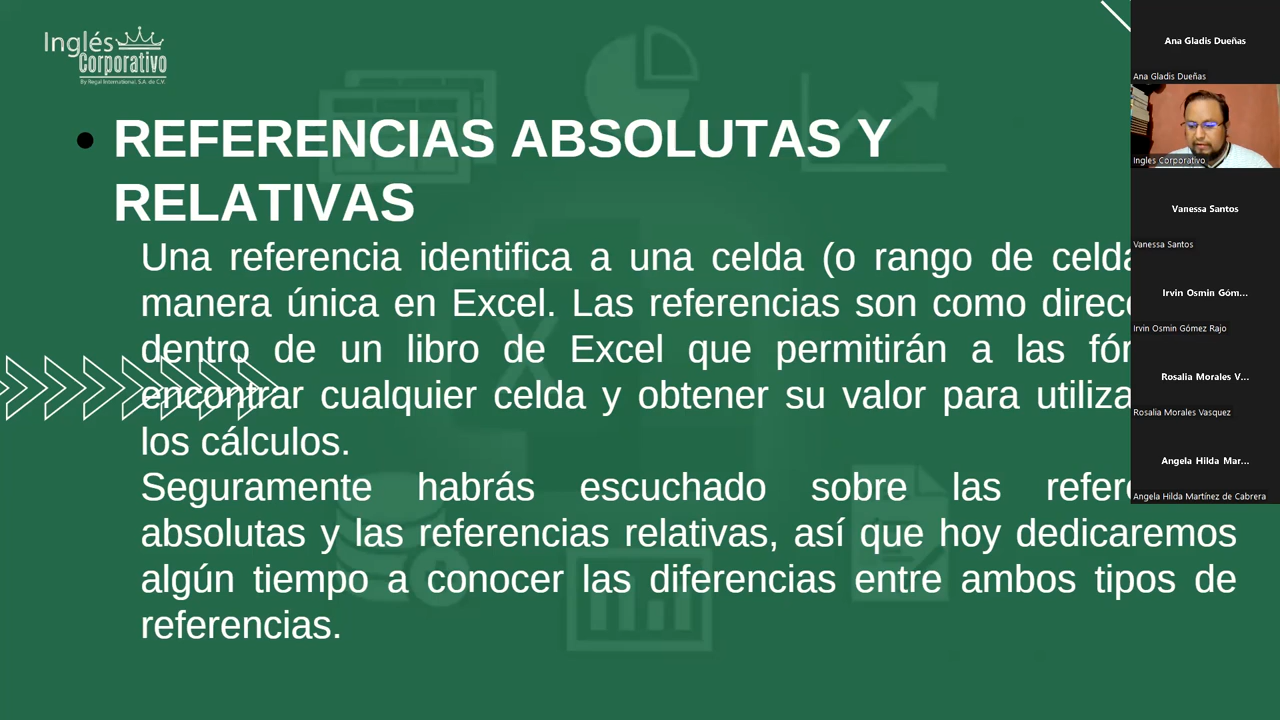 Inglés
Corporativo
By Regal International, S.A. de C.V.
REFERENCIAS ABSOLUTAS Y
RELATIVAS
Una referencia identifica a una celda (o rango de
manera única en Excel. Las referencias son como
dentro de un libro de Excel que permitirán a las
encontrar cualquier celda y obtener su valor para
los cálculos.
Seguramente habrás escuchado sobre las
absolutas y las referencias relativas, así que hoy dedicaremos
algún tiempo a conocer las diferencias entre ambos tipos de
referencias.
Ana Gladis Dueñas
Ana Gladis Dueñas
Ingles Corporativo
Vanessa Santos
Vanessa Santos
Irvin Osmin Góm...
Irvin Osmin Gómez Rajo
Rosalia Morales V...
Rosalia Morales Vasquez
Angela Hilda Mar...
Angela Hilda Martínez de Cabrera